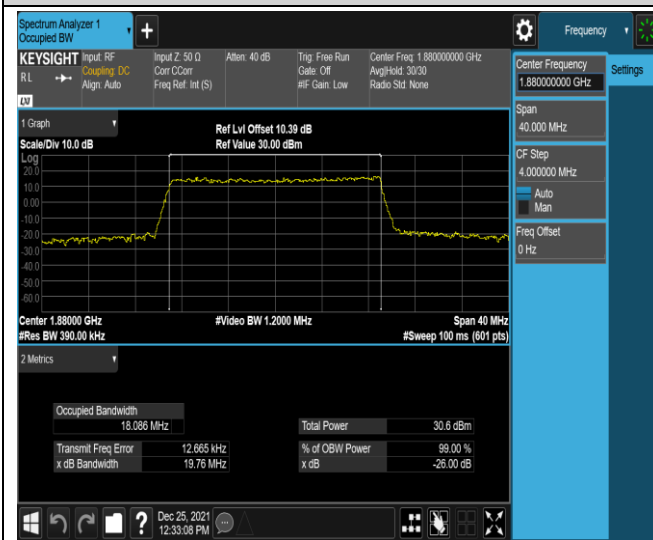 Spectrum Analyzer 1
Occupied BW
Frequency
KEYSIGHT
Input: RF
Coupling: DC
Align: Auto
RL
LXI
Input Z: 50 Ω
Corr CCorr
Freq Ref: Int (S)
Atten: 40 dB
Trig: Free Run
Gate: Off
#IF Gain: Low
Center Freq: 1.880000000 GHz
Avg|Hold: 30/30
Radio Std: None
Center Frequency
1.880000000 GHz
Settings
Span
40.000 MHz
CF Step
4.000000 MHz
Auto
Man
Freq Offset
0 Hz
1 Graph
Scale/Div 10.0 dB
Ref Lvl Offset 10.39 dB
Ref Value 30.00 dBm
Log
20.0
10.0
0.00
-10.0
-20.0
-30.0
-40.0
-50.0
-60.0
Center 1.88000 GHz
#Video BW 1.2000 MHz
Span 40 MHz
#Res BW 390.00 kHz
#Sweep 100 ms (601 pts)
2 Metrics
Occupied Bandwidth
18.086 MHz
Total Power 30.6 dBm
Transmit Freq Error 12.665 kHz
% of OBW Power 99.00 %
x dB Bandwidth 19.76 MHz
x dB -26.00 dB
?
Dec 25, 2021
12:33:08 PM